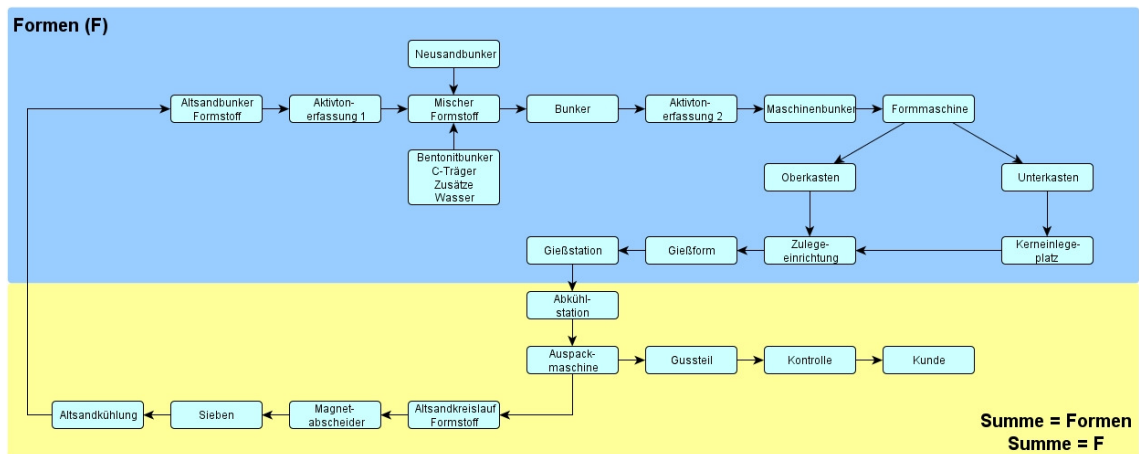 Formen (F)
Neusandbunker
Altsandbunker
Formstoff
Aktivton-
erfassung 1
Mischer
Formstoff
Bunker
Aktivton-
erfassung 2
Maschinenbunker
Formmaschine
Bentonitbunker
C-Träger
Zusätze
Wasser
Oberkasten
Unterkasten
Gießstation
Gießform
Zulege-
einrichtung
Kerneinlege-
platz
Abkühl-
station
Auspack-
maschine
Gussteil
Kontrolle
Kunde
Altsandkühlung
Sieben
Magnet-
abscheider
Altsandkreislauf
Formstoff
Summe = Formen
Summe = F